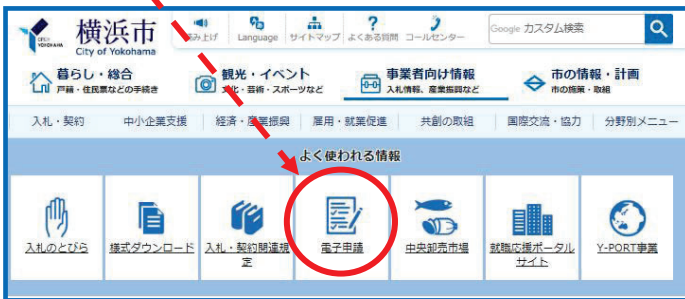 横浜市
City of Yokohama
OPEN YOKOHAMA
み上げ
Language
サイトマップ
よくある質問
コールセンター
Google カスタム検索
暮らし・総合
戸籍・住民票などの手続き
観光・イベント
文化・芸術・スポーツなど
事業者向け情報
入札情報、産業振興など
市の情報・計画
市の施策・取組
入札・契約
中小企業支援
経済・産業振興
雇用・就業促進
共創の取組
国際交流・協力
分野別メニュー
よく使われる情報
入札のとびら
様式ダウンロード
入札・契約関連規
定
電子申請
中央卸売市場
就職応援ポータル
サイト
Y-PORT事業